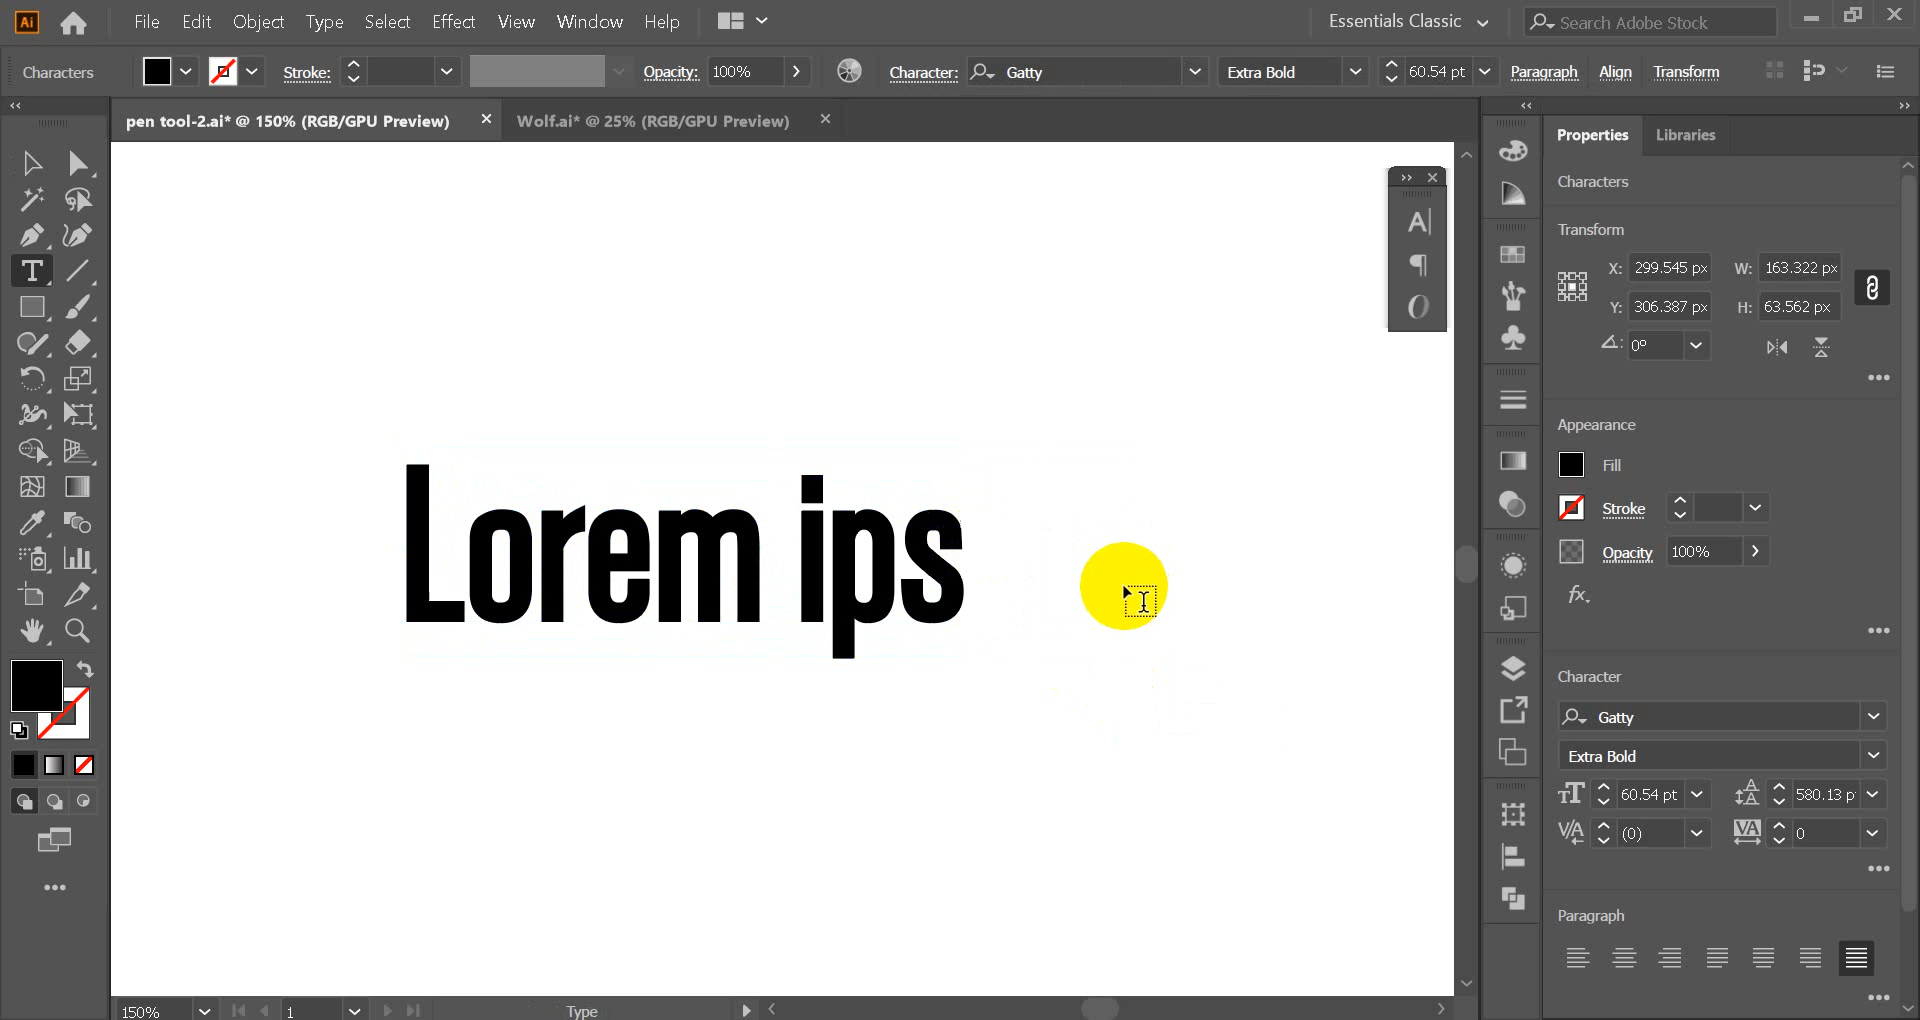 Ai File Edit Object Type Select Effect View Window Help Essentials Classic Search Adobe Stock
Characters Stroke: Opacity: 100% Character: Gatty Extra Bold 60.54 pt Paragraph Align Transform
pen tool-2.ai* @ 150% (RGB/GPU Preview) Wolf.ai* @ 25% (RGB/GPU Preview)
Properties Libraries
Characters
Transform
X: 299.545 px W: 163.322 px
Y: 306.387 px H: 63.562 px
0°
Lorem ips
Appearance
Fill
Stroke
Opacity 100%
fx.
Character
Gatty
Extra Bold
60.54 pt 580.13 p
(0) 0
Paragraph
150% 1 Type